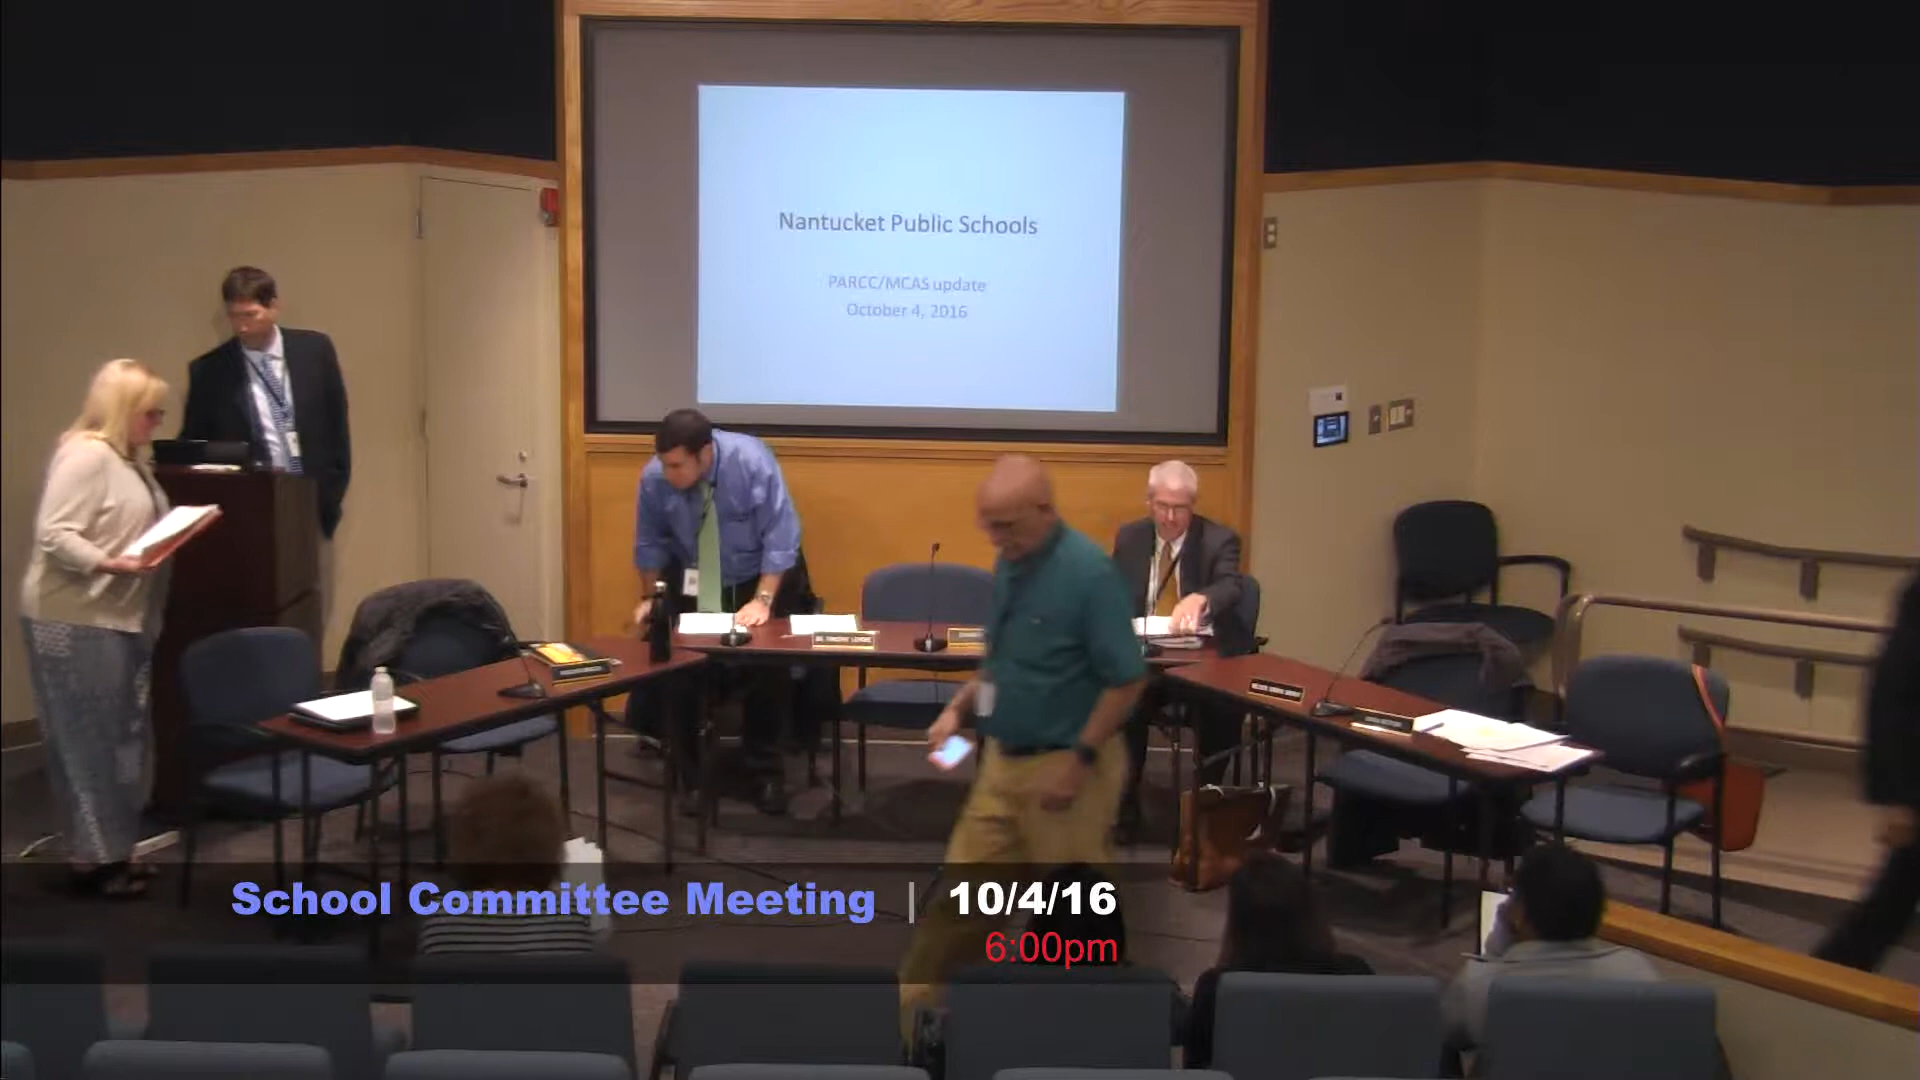 Nantucket Public Schools
PARCC/MCAS update
October 4, 2016
School Committee Meeting | 10/4/16
6:00pm